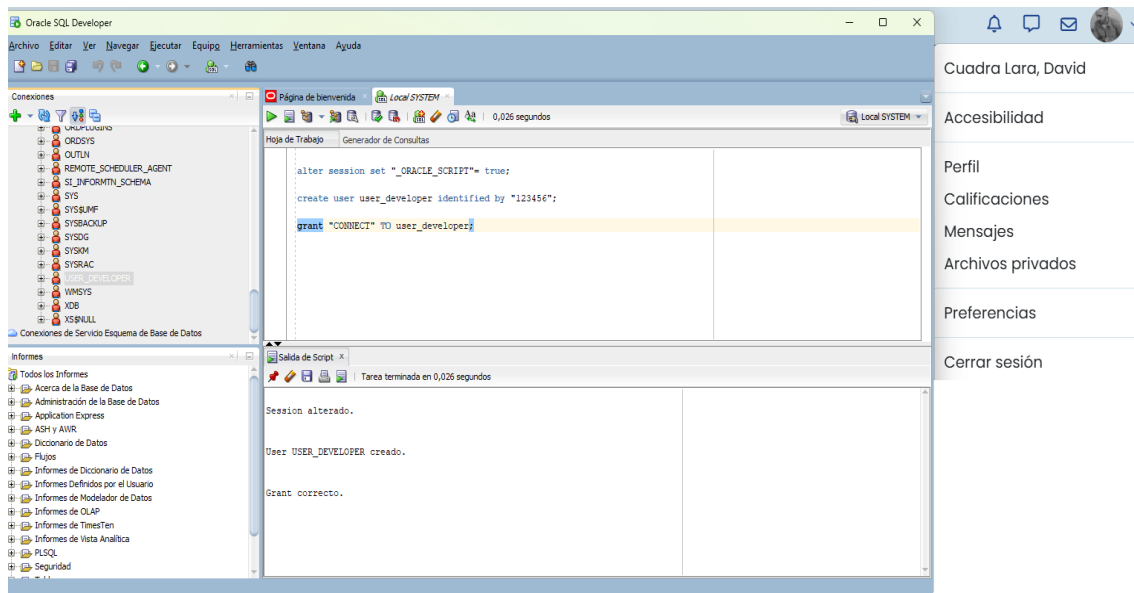 Oracle SQL Developer
Archivo Editar Ver Navegar Ejecutar Equipo Herramientas Ventana Ayuda
Conexiones
ORDPLUGINS
ORDSYS
OUTLN
REMOTE_SCHEDULER_AGENT
SI_INFORMTN_SCHEMA
SYS
SYS$UMF
SYSBACKUP
SYSDG
SYSKM
SYSRAC
USER_DEVELOPER
WMSYS
XDB
XS$NULL
Conexiones de Servicio Esquema de Base de Datos
Informes
Todos los Informes
Acerca de la Base de Datos
Administración de la Base de Datos
Application Express
ASH y AWR
Diccionario de Datos
Flujos
Informes de Diccionario de Datos
Informes Definidos por el Usuario
Informes de Modelador de Datos
Informes de OLAP
Informes de TimesTen
Informes de Vista Analítica
PLSQL
Seguridad
Página de bienvenida
Local SYSTEM
0,026 segundos
Local SYSTEM
Hoja de Trabajo Generador de Consultas
alter session set "_ORACLE_SCRIPT"= true;
create user user_developer identified by "123456";
grant "CONNECT" TO user_developer;
Salida de Script
Tarea terminada en 0,026 segundos
Session alterado.
User USER_DEVELOPER creado.
Grant correcto.
Cuadra Lara, David
Accesibilidad
Perfil
Calificaciones
Mensajes
Archivos privados
Preferencias
Cerrar sesión